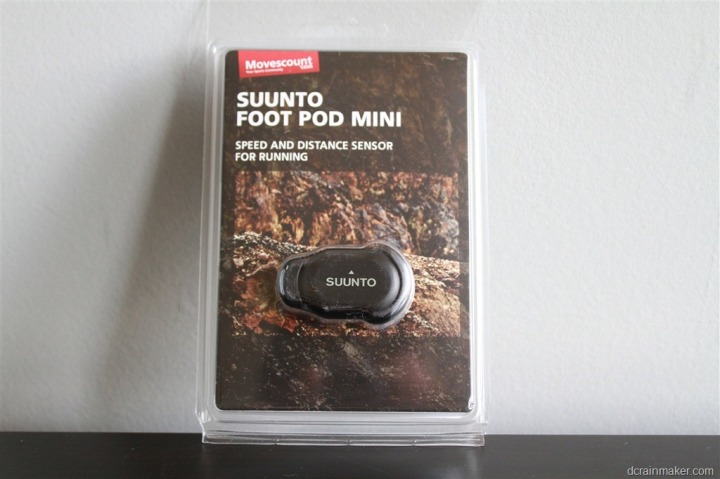 Movescount
SUUNTO
FOOT POD MINI
SPEED AND DISTANCE SENSOR
FOR RUNNING
SUUNTO
dcrainmaker.com